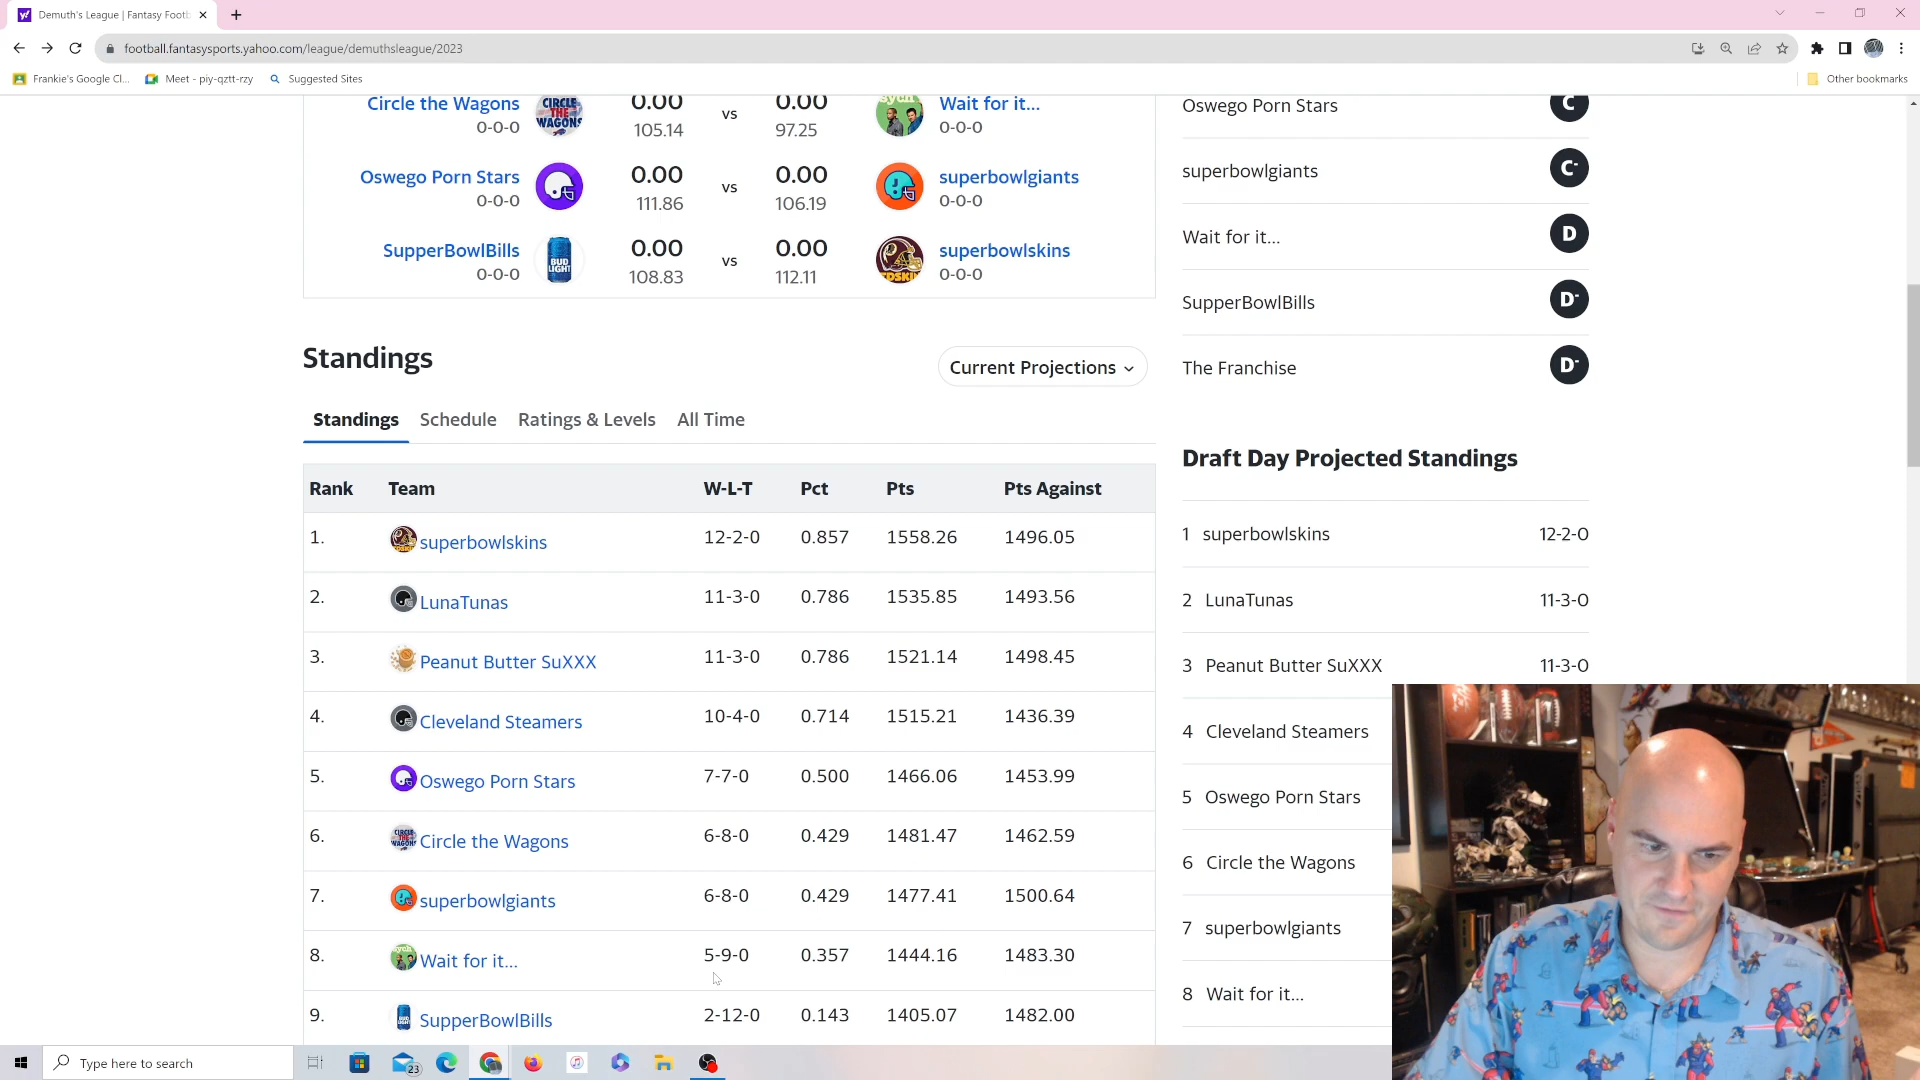 Demuth's League | Fantasy Footb
football.fantasysports.yahoo.com/league/demuthsleague/2023
Frankie's Google Cl...
Meet - piy-qztt-rzy
Suggested Sites
Other bookmarks
Circle the Wagons
0-0-0
CIRCLE THE WAGONS
0.00
105.14
vs
0.00
97.25
Wait for it...
0-0-0
Oswego Porn Stars
0-0-0
0.00
111.86
vs
0.00
106.19
superbowlgiants
0-0-0
SupperBowlBills
0-0-0
BUD LIGHT
0.00
108.83
vs
0.00
112.11
superbowlskins
0-0-0
Oswego Porn Stars C
superbowlgiants C-
Wait for it... D
SupperBowlBills D-
The Franchise D-
Standings
Current Projections
Standings Schedule Ratings & Levels All Time
Rank Team W-L-T Pct Pts Pts Against
1. superbowlskins 12-2-0 0.857 1558.26 1496.05
2. LunaTunas 11-3-0 0.786 1535.85 1493.56
3. Peanut Butter SuXXX 11-3-0 0.786 1521.14 1498.45
4. Cleveland Steamers 10-4-0 0.714 1515.21 1436.39
5. Oswego Porn Stars 7-7-0 0.500 1466.06 1453.99
6. Circle the Wagons 6-8-0 0.429 1481.47 1462.59
7. superbowlgiants 6-8-0 0.429 1477.41 1500.64
8. Wait for it... 5-9-0 0.357 1444.16 1483.30
9. SupperBowlBills 2-12-0 0.143 1405.07 1482.00
Draft Day Projected Standings
1 superbowlskins 12-2-0
2 LunaTunas 11-3-0
3 Peanut Butter SuXXX 11-3-0
4 Cleveland Steamers
5 Oswego Porn Stars
6 Circle the Wagons
7 superbowlgiants
8 Wait for it...
Type here to search
23